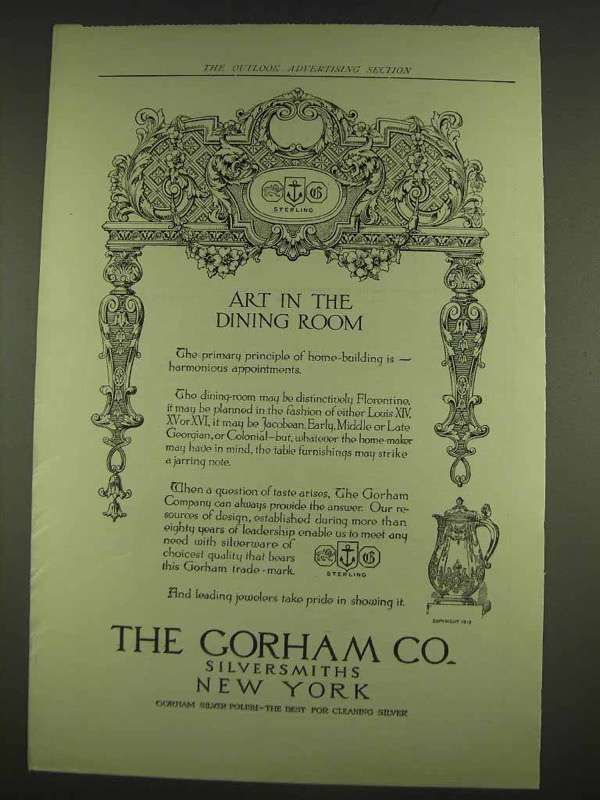 THE OUTLOOK ADVERTISING SECTION
G
STERLING
ART IN THE
DINING ROOM
The primary principle of home-building is —
harmonious appointments.
The dining-room may be distinctively Florentine,
it may be planned in the fashion of either Louis XIV,
XV or XVI, it may be Jacobean, Early, Middle or Late
Georgian, or Colonial—but, whatever the home-maker
may have in mind, the table furnishings may strike
a jarring note.
When a question of taste arises, The Gorham
Company can always provide the answer. Our re-
sources of design, established during more than
eighty years of leadership enable us to meet any
need with silverware of
choicest quality that bears
this Gorham trade-mark.
G
STERLING
And leading jewelers take pride in showing it.
COPYRIGHT 1913
THE GORHAM CO.
SILVERSMITHS
NEW YORK
GORHAM SILVER POLISH—THE BEST FOR CLEANING SILVER